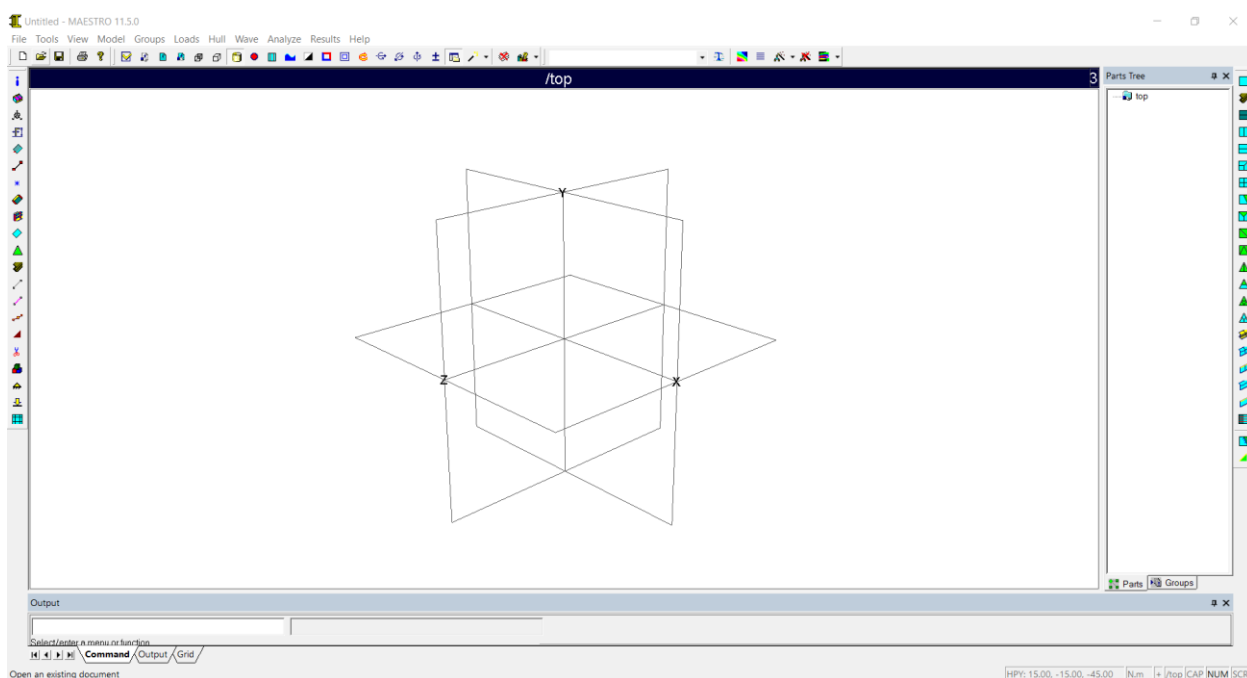 Untitled - MAESTRO 11.5.0
File Tools View Model Groups Loads Hull Wave Analyze Results Help
/top
3
Parts Tree
top
Y
Z
X
Parts
Groups
Output
Select/enter a menu or function
Command
Output
Grid
Open an existing document
HPY: 15.00, -15.00, -45.00 N,m + /top CAP NUM SCR